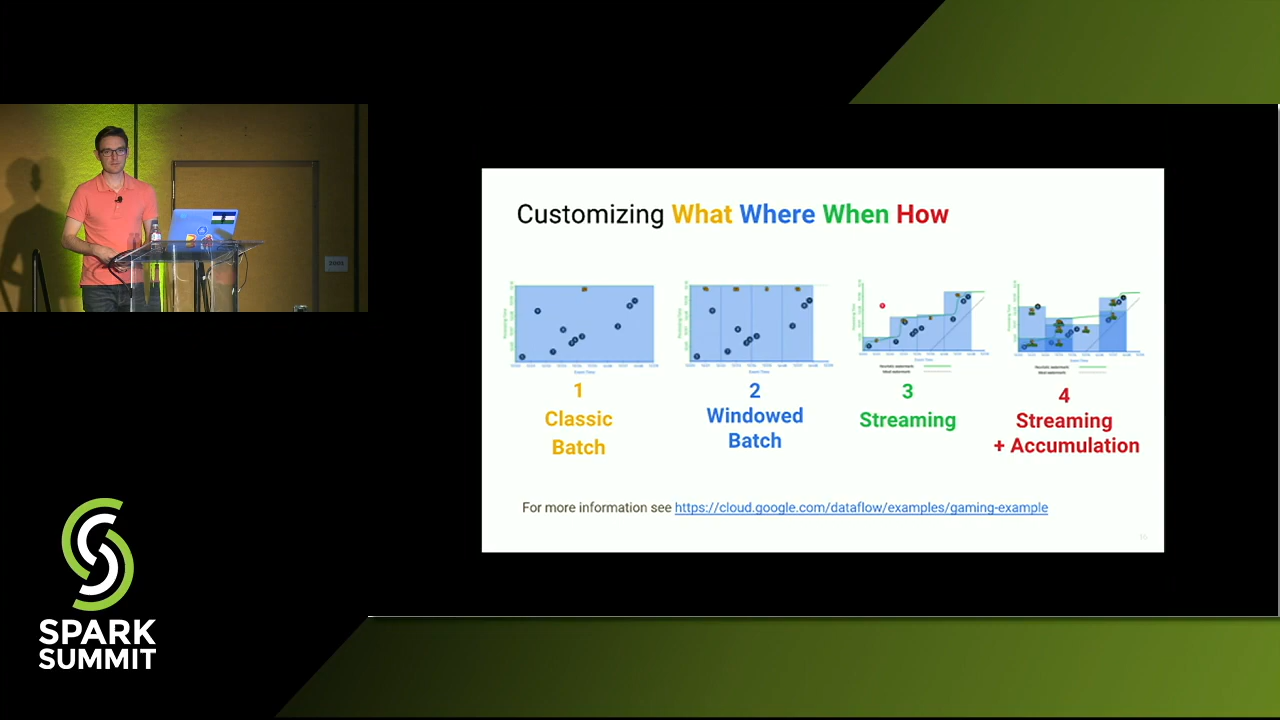 Customizing What Where When How
1
Classic
Batch
2
Windowed
Batch
3
Streaming
4
Streaming
+ Accumulation
For more information see https://cloud.google.com/dataflow/examples/gaming-example
SPARK
SUMMIT